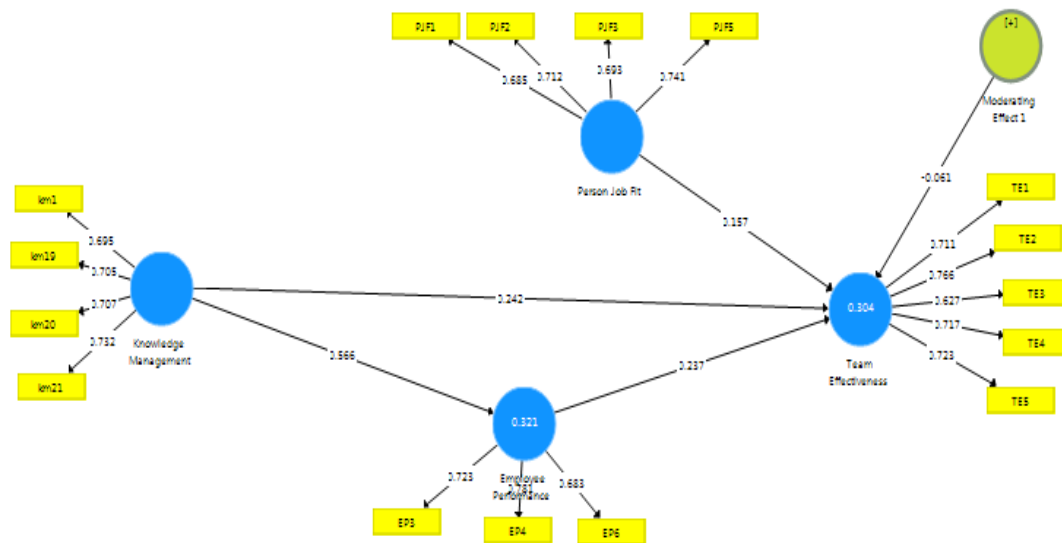 PJF1
PJF2
PJF3
PJF5
[+]
0.685
0.712
0.693
0.741
Moderating
Effect 1
Person Job Fit
-0.061
TE1
km1
0.157
0.711
TE2
0.695
0.766
km19
0.705
TE3
0.627
0.242
0.304
km20
0.707
0.717
TE4
0.732
Knowledge
Management
0.723
Team
Effectiveness
km21
0.566
0.237
TE5
0.321
0.723
Employee
Performance
0.683
EP3
EP4
EP6